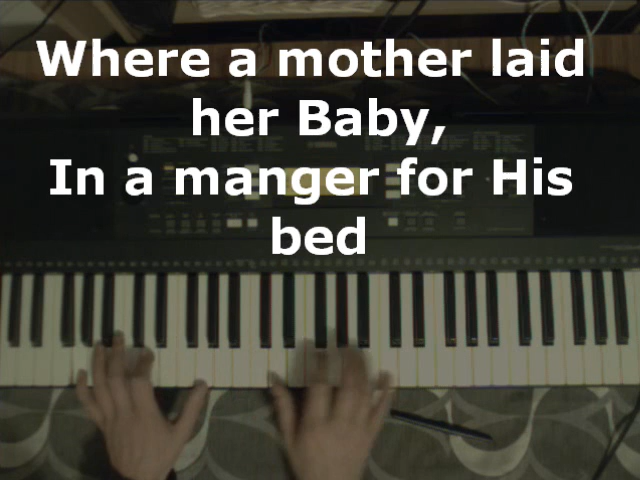 Where a mother laid
her Baby,
In a manger for His
bed